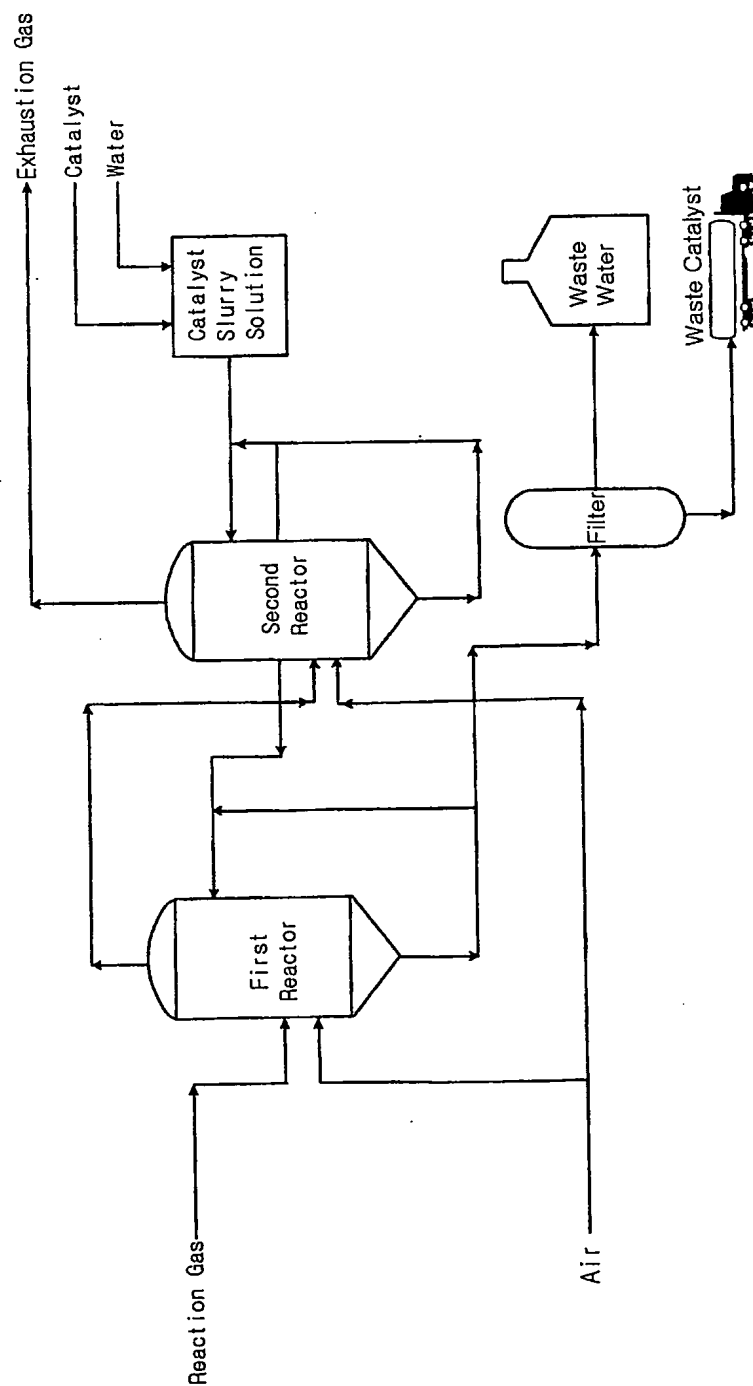 Exhaustion Gas
Catalyst
Water
Catalyst
Slurry
Solution
Second
Reactor
First
Reactor
Reaction Gas
Air
Filter
Waste
Water
Waste Catalyst